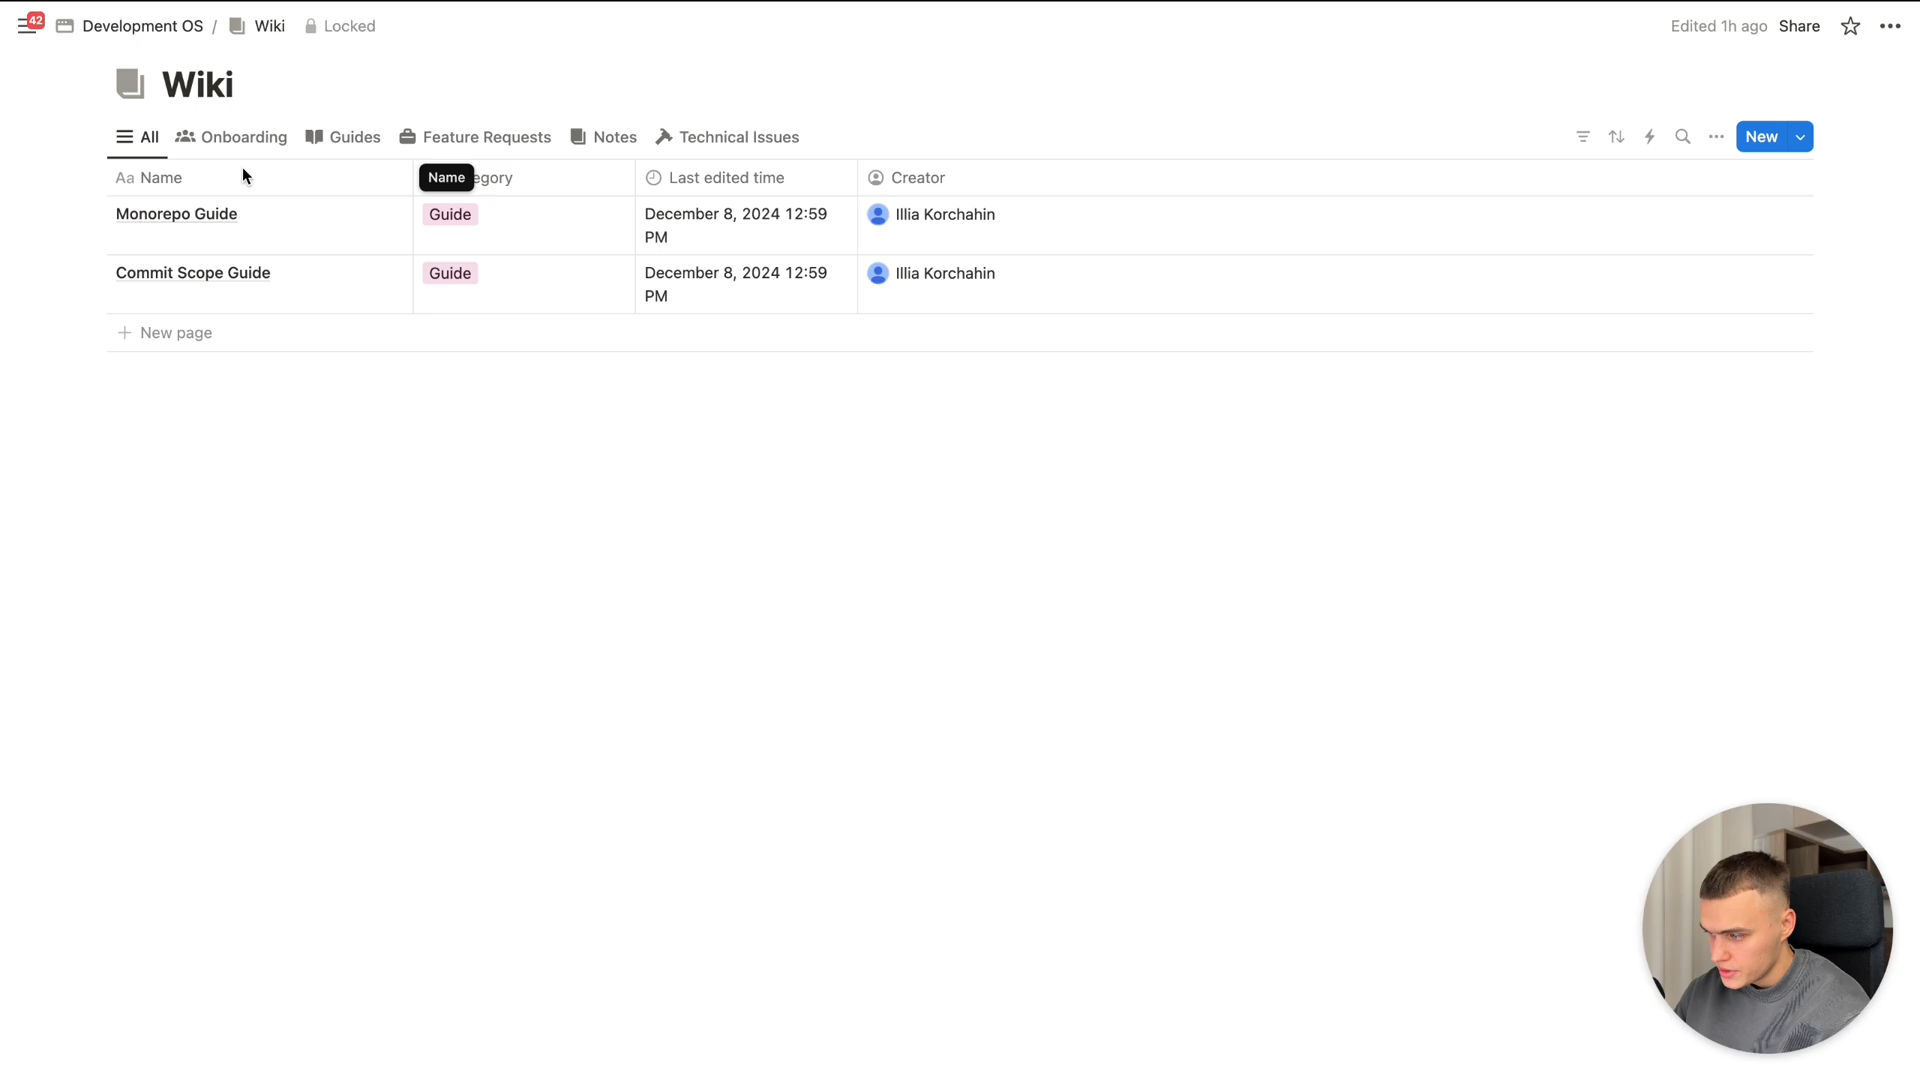 42 Development OS / Wiki Locked Edited 1h ago Share
Wiki
All Onboarding Guides Feature Requests Notes Technical Issues New
Aa Name Name egory Last edited time Creator
Monorepo Guide Guide December 8, 2024 12:59 PM Illia Korchahin
Commit Scope Guide Guide December 8, 2024 12:59 PM Illia Korchahin
New page